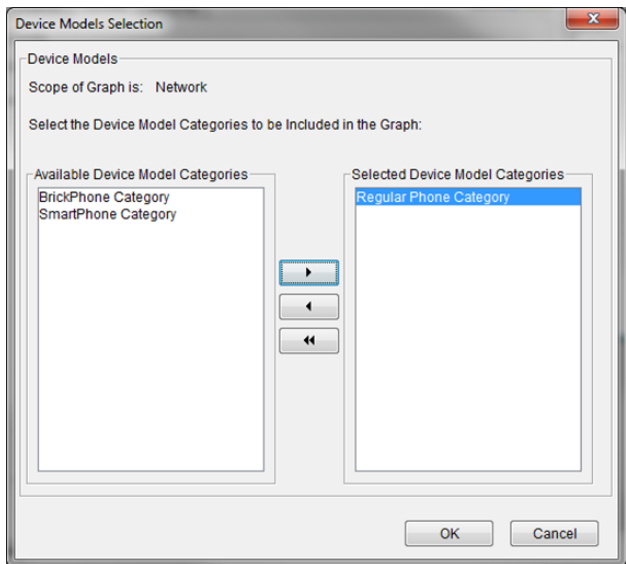 Device Models Selection
Device Models
Scope of Graph is: Network
Select the Device Model Categories to be Included in the Graph:
Available Device Model Categories
BrickPhone Category
SmartPhone Category
Selected Device Model Categories
Regular Phone Category
OK
Cancel